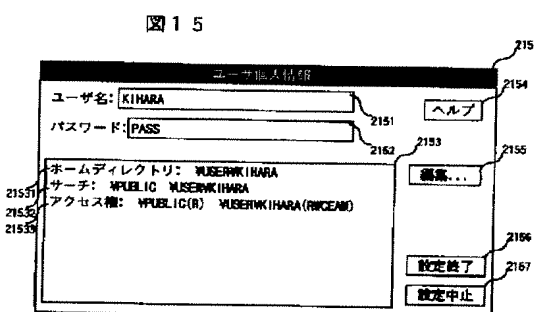 図15
215
ユーザ個人情報
ユーザ名: KIHARA
2151
ヘルプ
2154
パスワード: PASS
2152
2153
編集...
2155
ホームディレクトリ: ¥USER¥KIHARA
21531
サーチ: ¥PUBLIC ¥USER¥KIHARA
21532
アクセス権: ¥PUBLIC(R) ¥USER¥KIHARA(RWCEAM)
21533
設定終了
2156
設定中止
2157